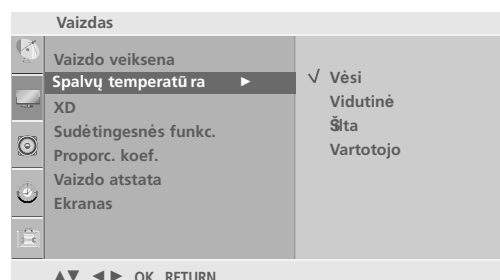 Vaizdas
Vaizdo veiksena
Spalvų temperatūra ►
XD
Sudėtingesnės funkc.
Proporc. koef.
Vaizdo atstata
Ekranas
√ Vėsi
Vidutinė
Šilta
Vartotojo
▲▼ ◄► OK RETURN